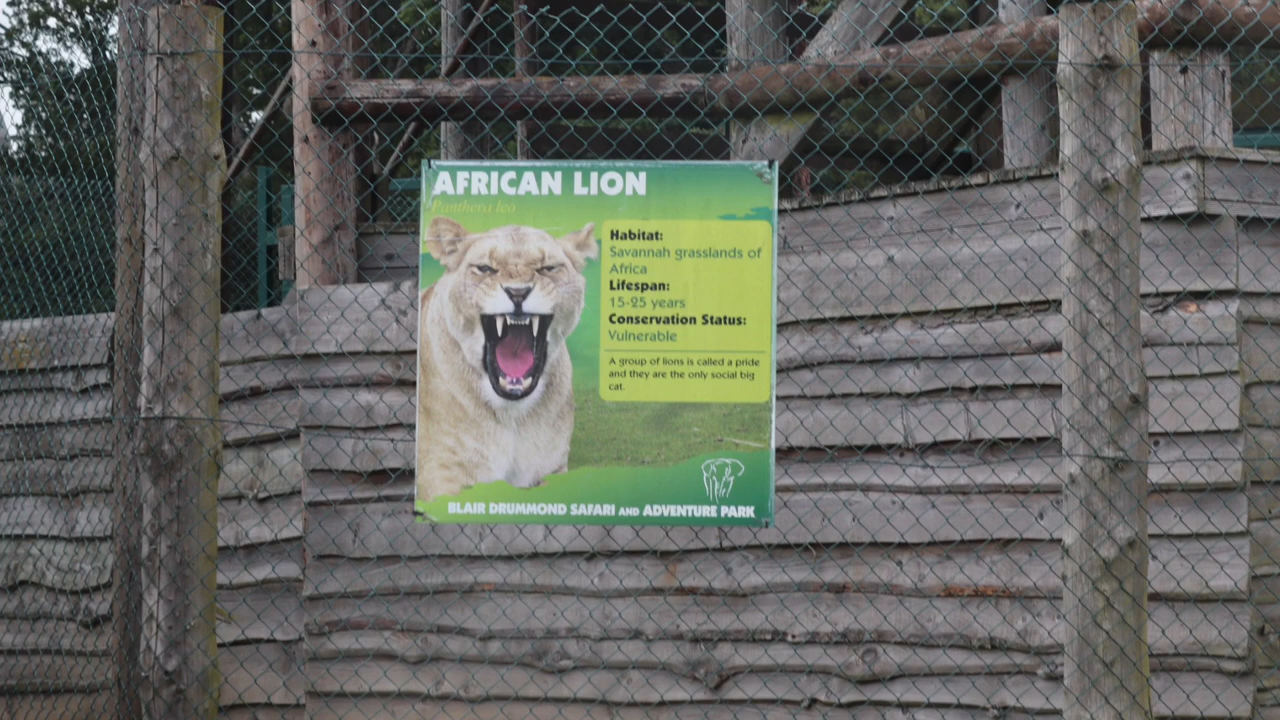 AFRICAN LION
Panthera leo
Habitat:
Savannah grasslands of
Africa
Lifespan:
15-25 years
Conservation Status:
Vulnerable
A group of lions is called a pride
and they are the only social big
cat.
BLAIR DRUMMOND SAFARI AND ADVENTURE PARK